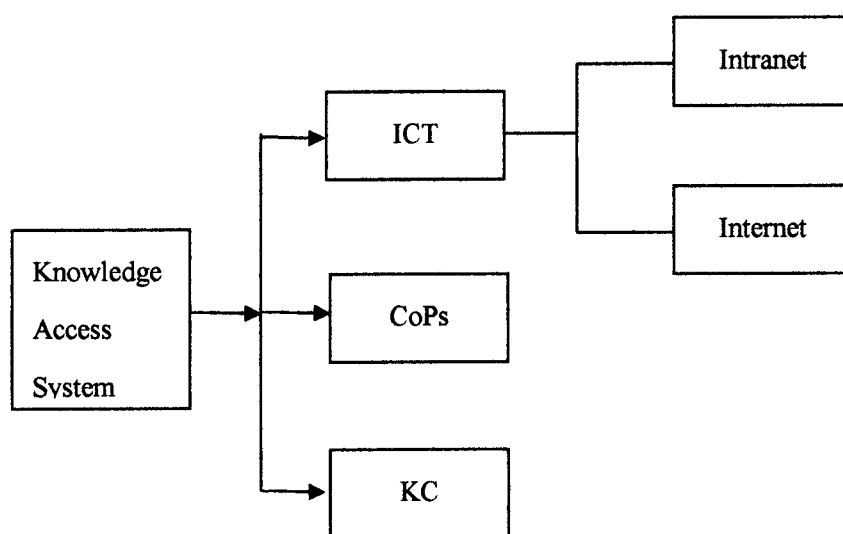 Knowledge
Access
System
ICT
CoPs
KC
Intranet
Internet